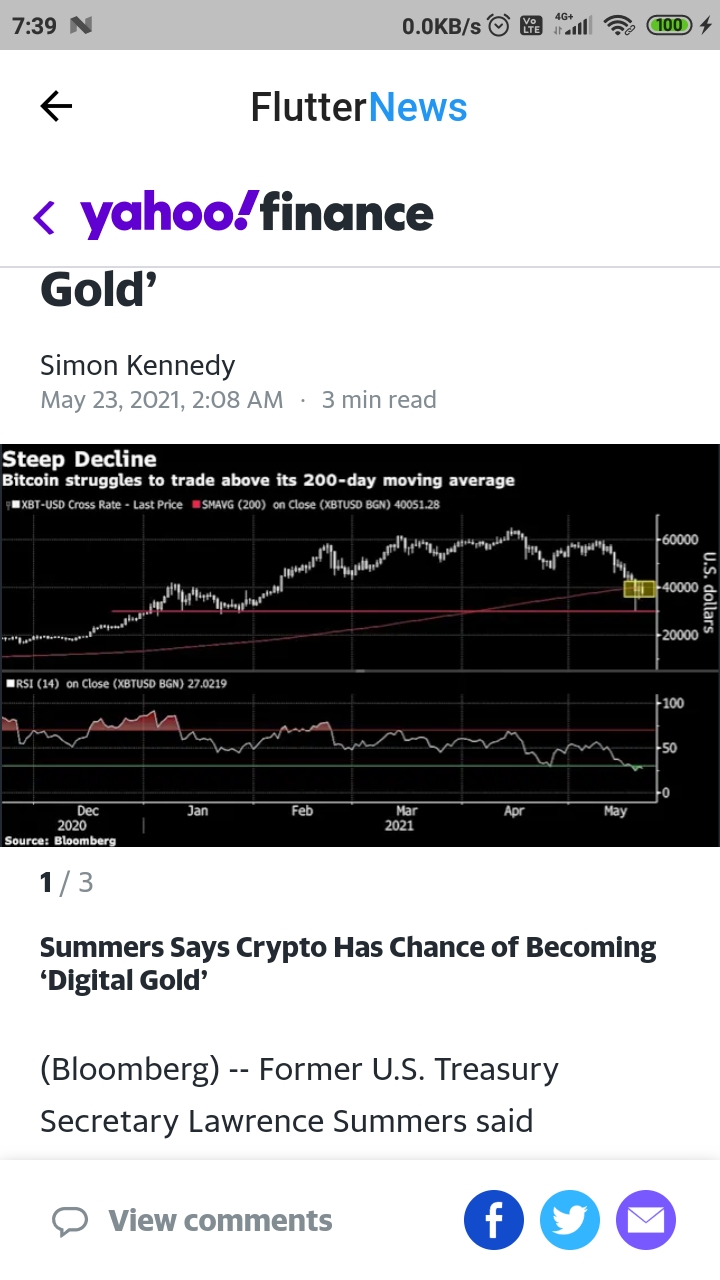 7:39 N 0.0KB/s Vo LTE 4G+ 100
FlutterNews
yahoo!finance
Gold’
Simon Kennedy
May 23, 2021, 2:08 AM · 3 min read
Steep Decline
Bitcoin struggles to trade above its 200-day moving average
XBT-USD Cross Rate - Last Price SMAVG (200) on Close (XBTUSD BGN) 40051.28
60000
40000
20000
U.S. dollars
RSI (14) on Close (XBTUSD BGN) 27.0219
100
50
0
Dec Jan Feb Mar Apr May
2020 2021
Source: Bloomberg
1 / 3
Summers Says Crypto Has Chance of Becoming
‘Digital Gold’
(Bloomberg) -- Former U.S. Treasury
Secretary Lawrence Summers said
View comments